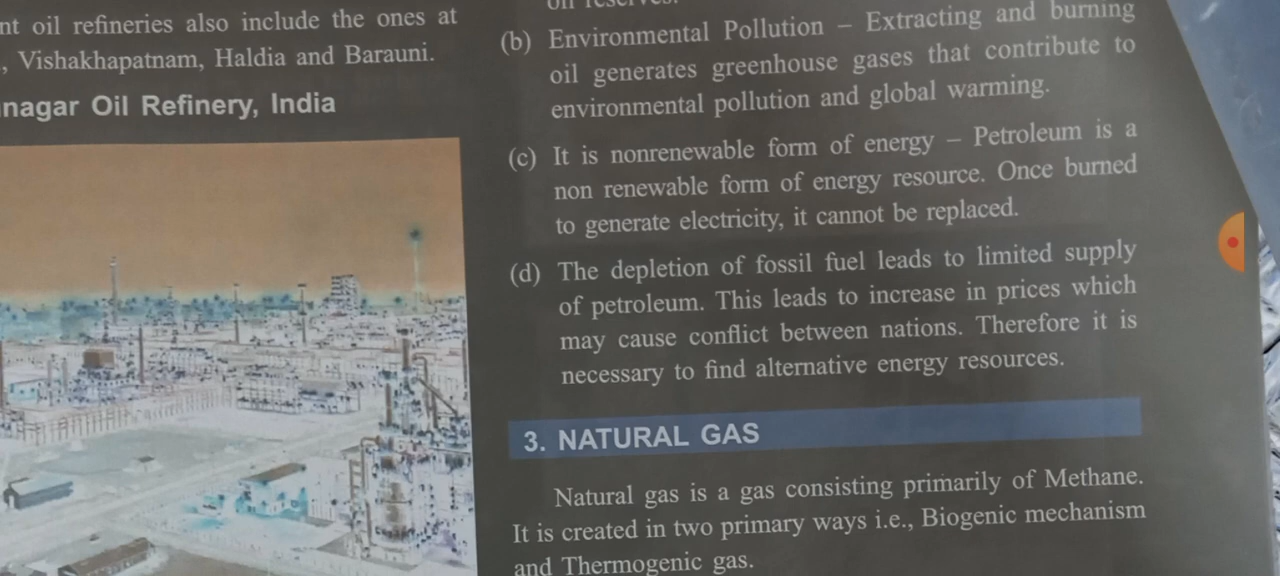 nt oil refineries also include the ones at
, Vishakhapatnam, Haldia and Barauni.
nagar Oil Refinery, India
oil reserves.
(b) Environmental Pollution – Extracting and burning
oil generates greenhouse gases that contribute to
environmental pollution and global warming.
(c) It is nonrenewable form of energy – Petroleum is a
non renewable form of energy resource. Once burned
to generate electricity, it cannot be replaced.
(d) The depletion of fossil fuel leads to limited supply
of petroleum. This leads to increase in prices which
may cause conflict between nations. Therefore it is
necessary to find alternative energy resources.
3. NATURAL GAS
Natural gas is a gas consisting primarily of Methane.
It is created in two primary ways i.e., Biogenic mechanism
and Thermogenic gas.